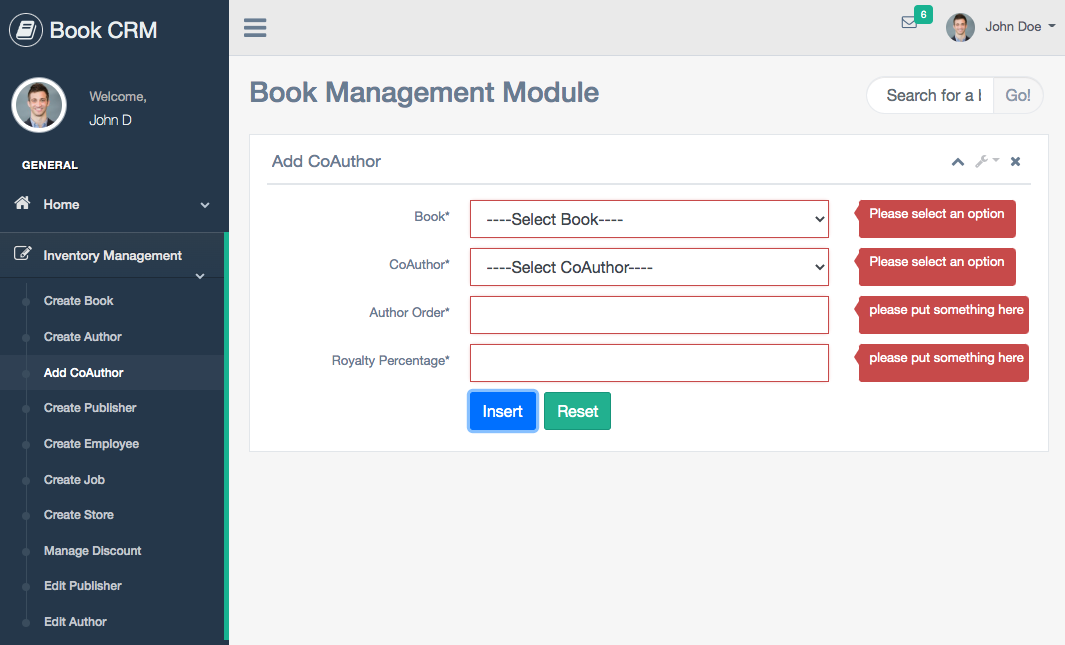 Book CRM
6
John Doe
Welcome,
John D
Book Management Module
Search for a b
Go!
GENERAL
Home
Inventory Management
Create Book
Create Author
Add CoAuthor
Create Publisher
Create Employee
Create Job
Create Store
Manage Discount
Edit Publisher
Edit Author
Add CoAuthor
Book*
----Select Book----
Please select an option
CoAuthor*
----Select CoAuthor----
Please select an option
Author Order*
please put something here
Royalty Percentage*
please put something here
Insert
Reset